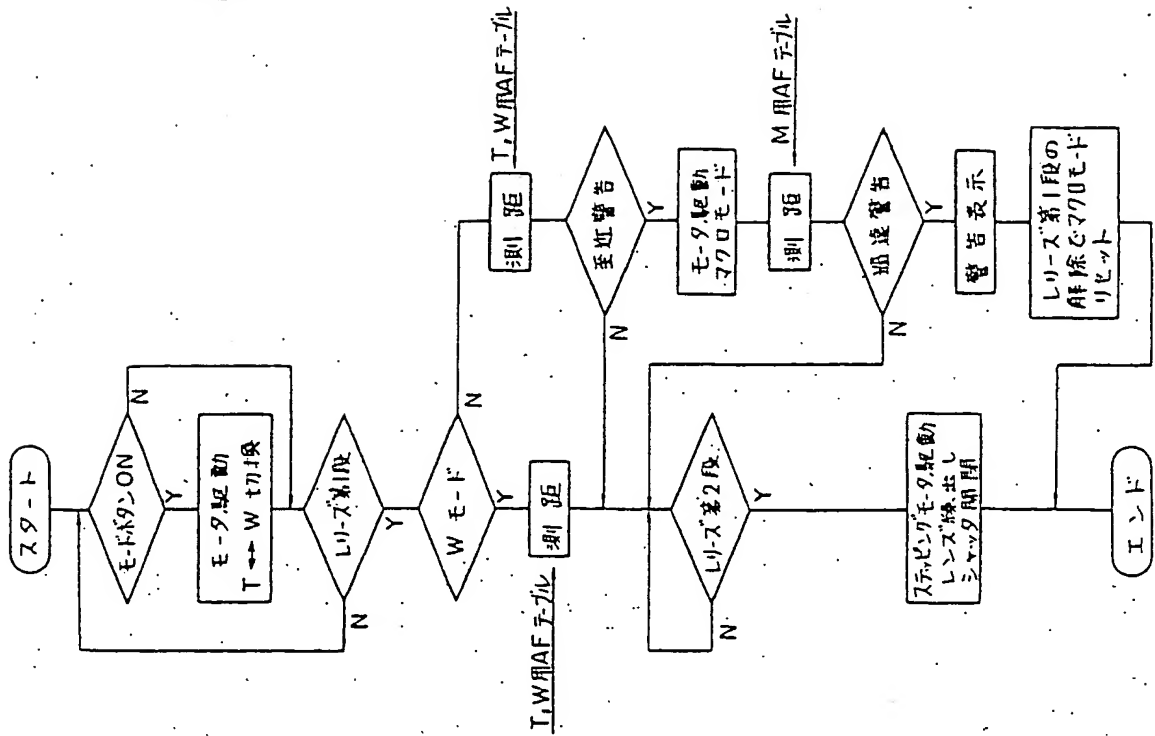 スタート
モードボタンON
N
Y
モータ駆動
T ↔ W 切換
レリーズ第1段
N
Y
W モード
N
Y
T,W用AFテーブル
測距
測距
T,W用AFテーブル
至近警告
N
Y
モータ駆動
マクロモード
測距
M用AFテーブル
過遠警告
N
Y
警告表示
レリーズ第1段の
解除でマクロモード
リセット
レリーズ第2段
N
Y
ステッピングモータ駆動
レンズ繰出し
シャッタ開閉
エンド